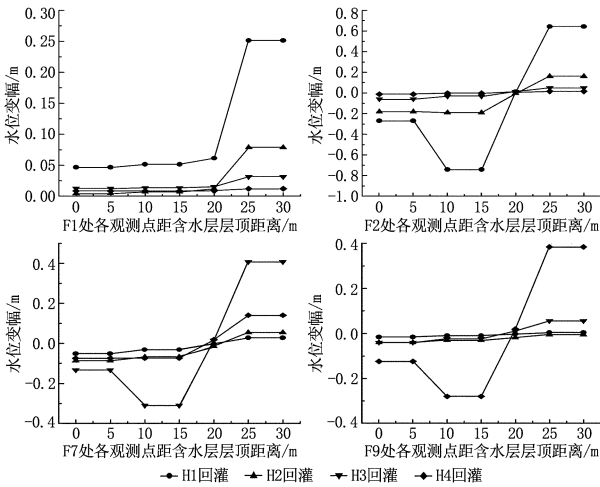 水位变幅/m
0.30
0.25
0.20
0.15
0.10
0.05
0.00
0 5 10 15 20 25 30
F1处各观测点距含水层层顶距离/m
水位变幅/m
0.8
0.6
0.4
0.2
0.0
-0.2
-0.4
-0.6
-0.8
-1.0
0 5 10 15 20 25 30
F2处各观测点距含水层层顶距离/m
水位变幅/m
0.4
0.2
0.0
-0.2
-0.4
0 5 10 15 20 25 30
F7处各观测点距含水层层顶距离/m
水位变幅/m
0.4
0.2
0.0
-0.2
-0.4
0 5 10 15 20 25 30
F9处各观测点距含水层层顶距离/m
H1回灌 H2回灌 H3回灌 H4回灌